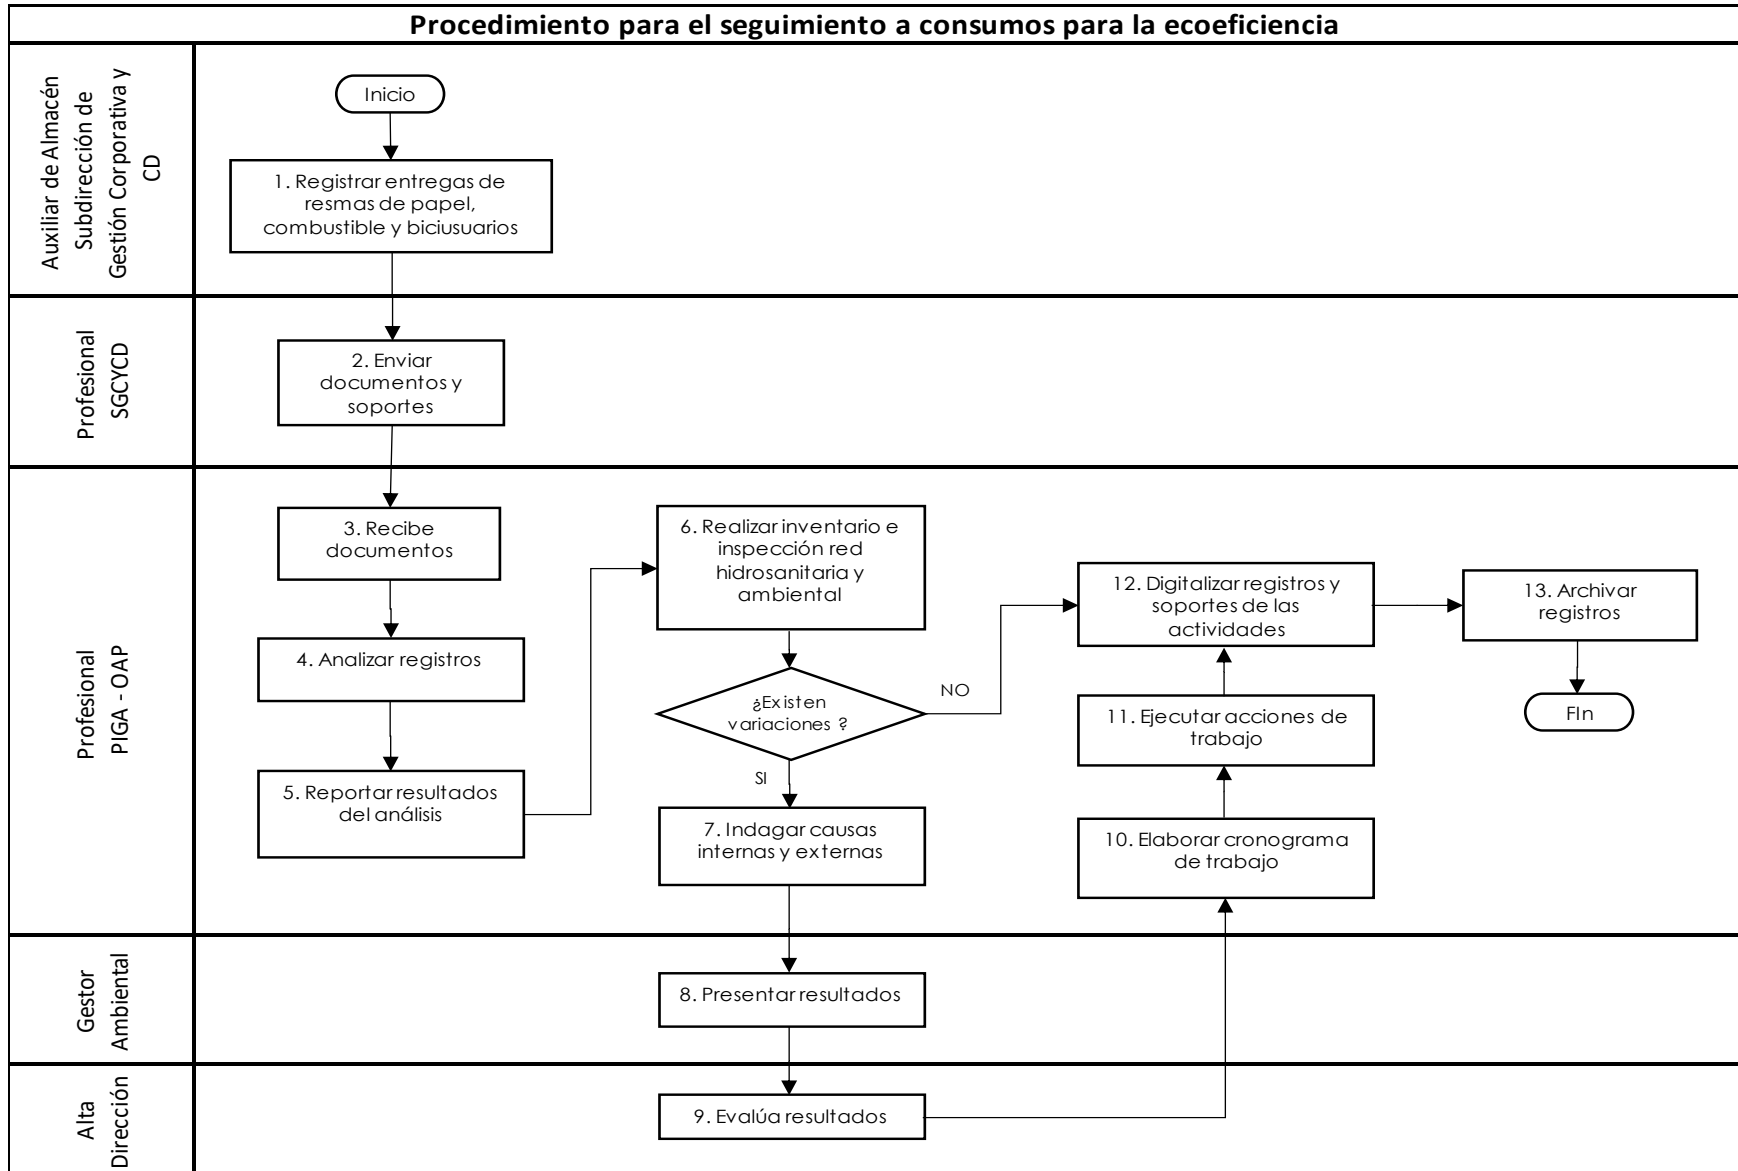 Procedimiento para el seguimiento a consumos para la ecoeficiencia
Auxiliar de Almacén
Subdirección de
Gestión Corporativa y
CD
Inicio
1. Registrar entregas de
resmas de papel,
combustible y biciusuarios
Profesional
SGCYCD
2. Enviar
documentos y
soportes
Profesional
PIGA - OAP
3. Recibe
documentos
4. Analizar registros
5. Reportar resultados
del análisis
6. Realizar inventario e
inspección red
hidrosanitaria y
ambiental
¿Existen
variaciones ?
NO
SI
7. Indagar causas
internas y externas
12. Digitalizar registros y
soportes de las
actividades
11. Ejecutar acciones de
trabajo
10. Elaborar cronograma
de trabajo
13. Archivar
registros
FIn
Gestor
Ambiental
8. Presentar resultados
Alta
Dirección
9. Evalúa resultados